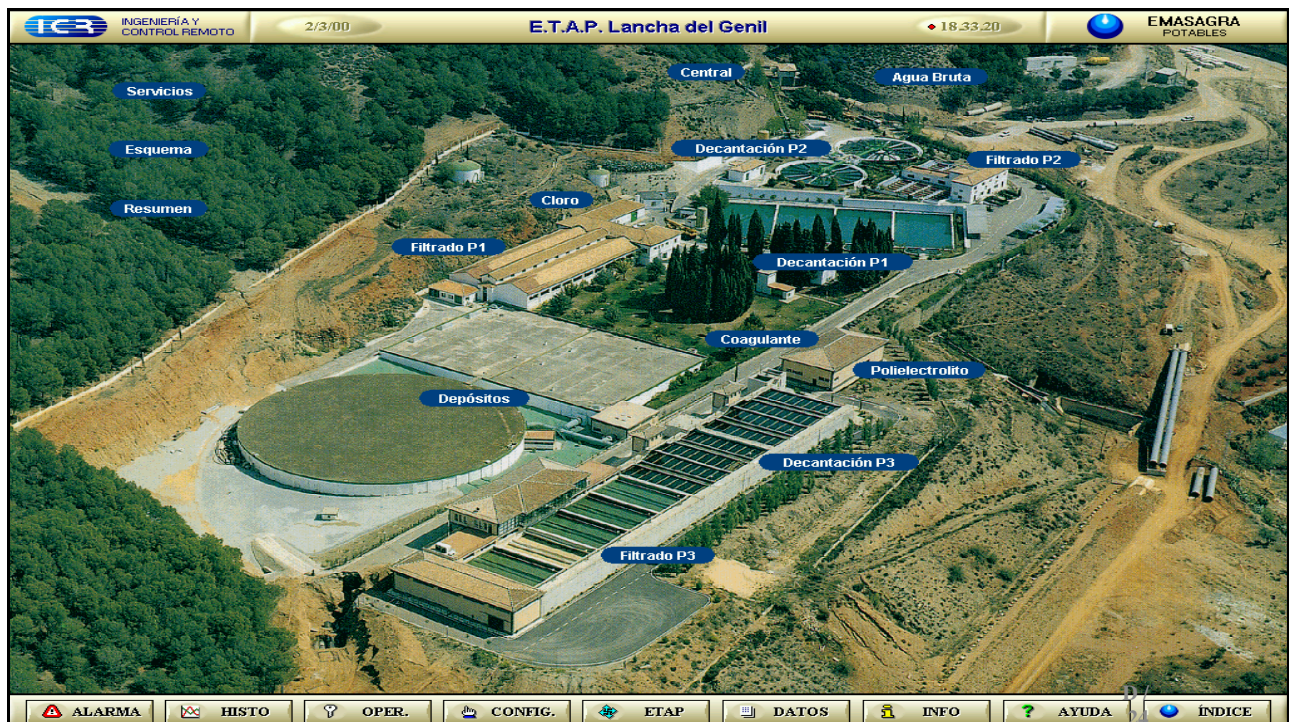 ICR
INGENIERÍA Y
CONTROL REMOTO
2/3/00
E.T.A.P. Lancha del Genil
18.33.20
EMASAGRA
POTABLES
Central
Agua Bruta
Servicios
Esquema
Decantación P2
Filtrado P2
Resumen
Cloro
Filtrado P1
Decantación P1
Coagulante
Polielectrolito
Depósitos
Decantación P3
Filtrado P3
ALARMA
HISTO
OPER.
CONFIG.
ETAP
DATOS
INFO
AYUDA
ÍNDICE